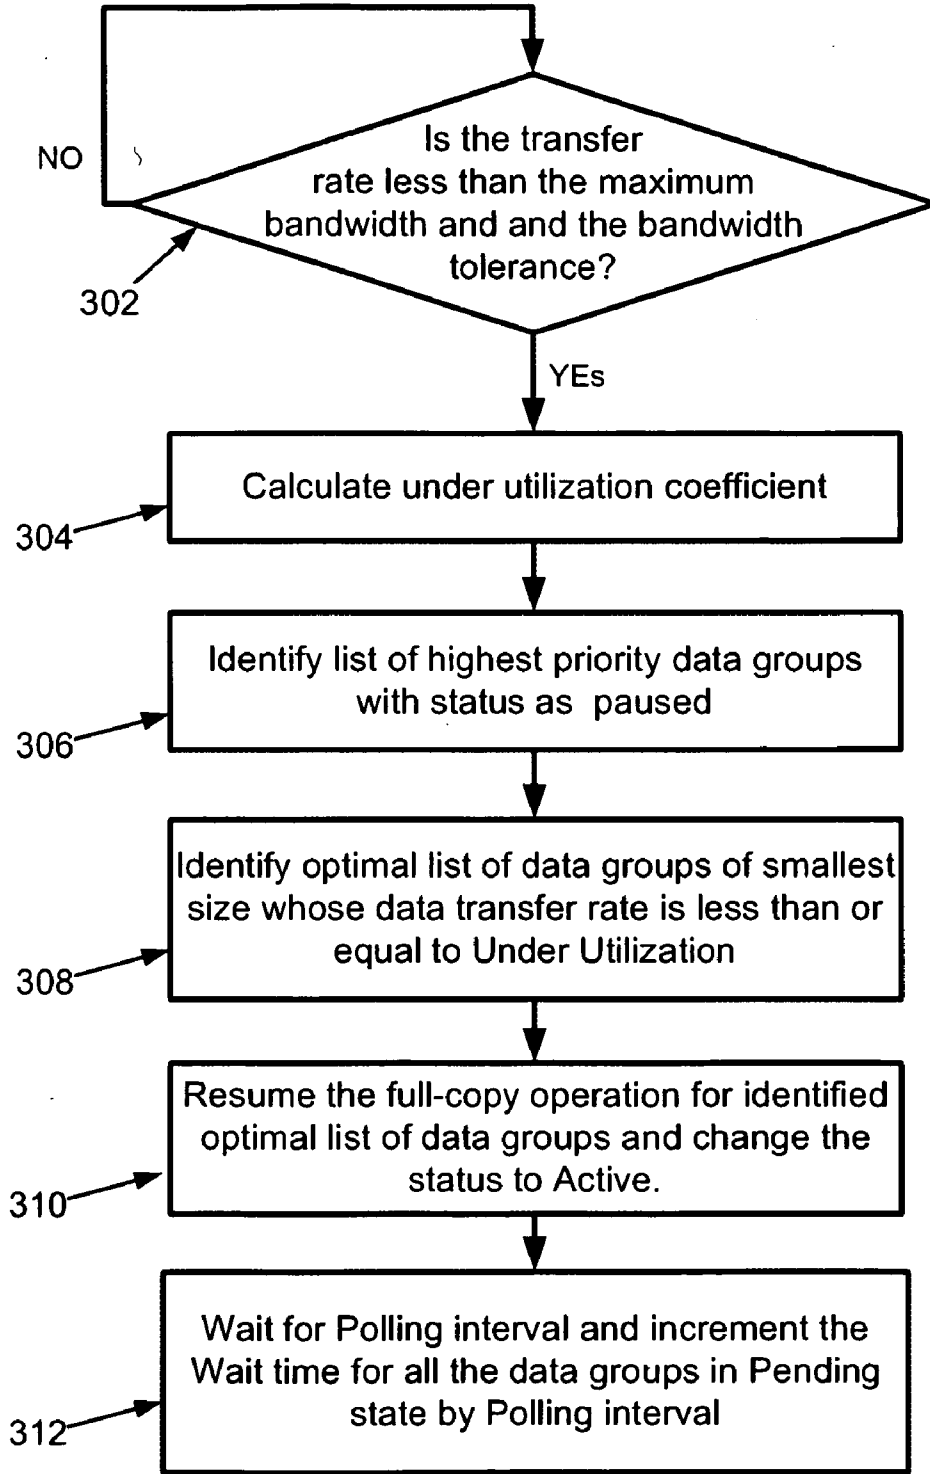 NO
Is the transfer
rate less than the maximum
bandwidth and and the bandwidth
tolerance?
302
YEs
Calculate under utilization coefficient
304
Identify list of highest priority data groups
with status as paused
306
Identify optimal list of data groups of smallest
size whose data transfer rate is less than or
equal to Under Utilization
308
Resume the full-copy operation for identified
optimal list of data groups and change the
status to Active.
310
Wait for Polling interval and increment the
Wait time for all the data groups in Pending
state by Polling interval
312